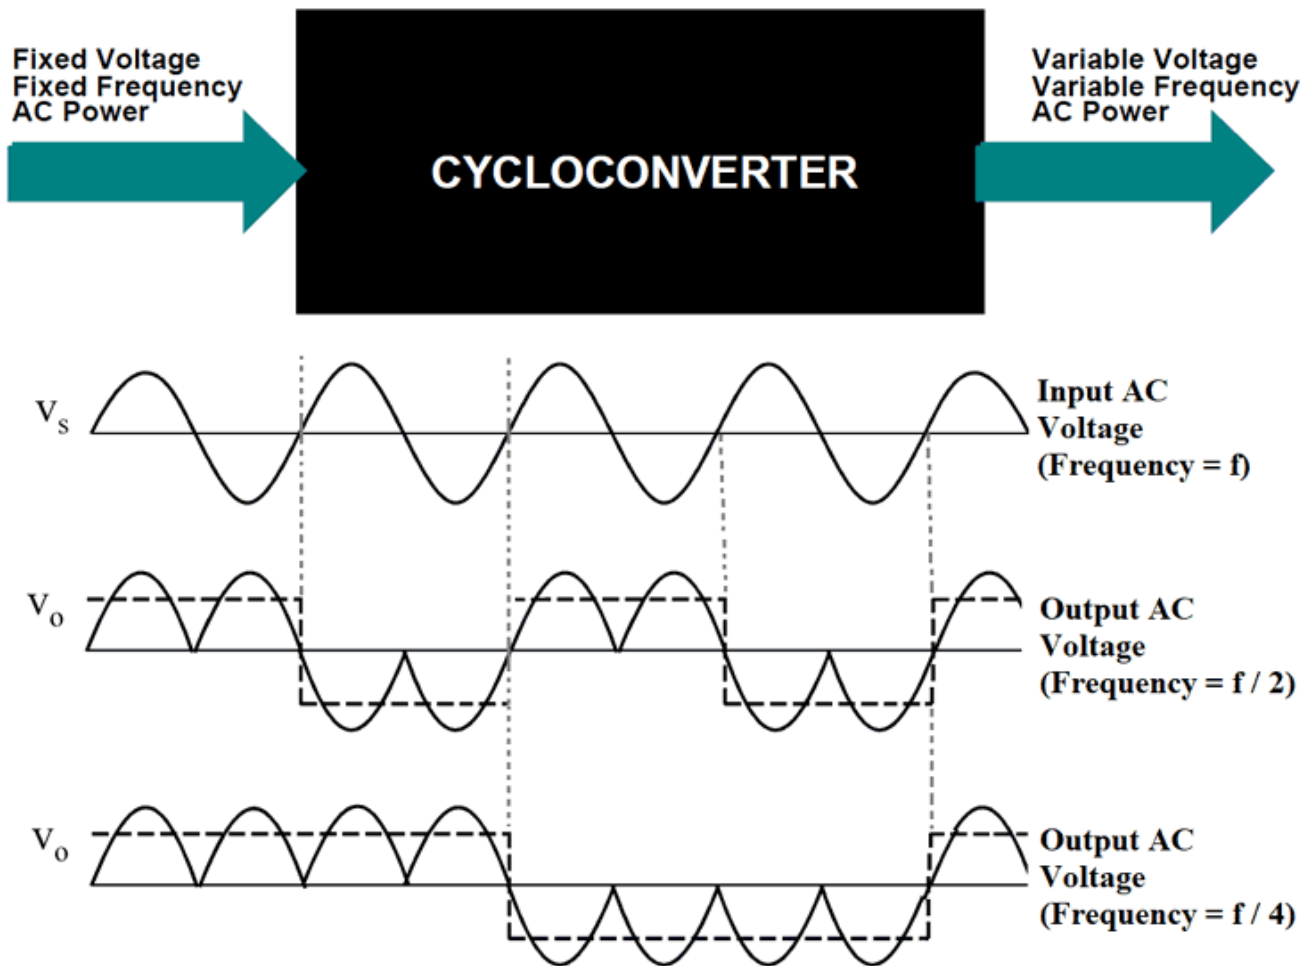 Fixed Voltage
Fixed Frequency
AC Power
CYCLOCONVERTER
Variable Voltage
Variable Frequency
AC Power
Vs
Input AC
Voltage
(Frequency = f)
Vo
Output AC
Voltage
(Frequency = f / 2)
Vo
Output AC
Voltage
(Frequency = f / 4)